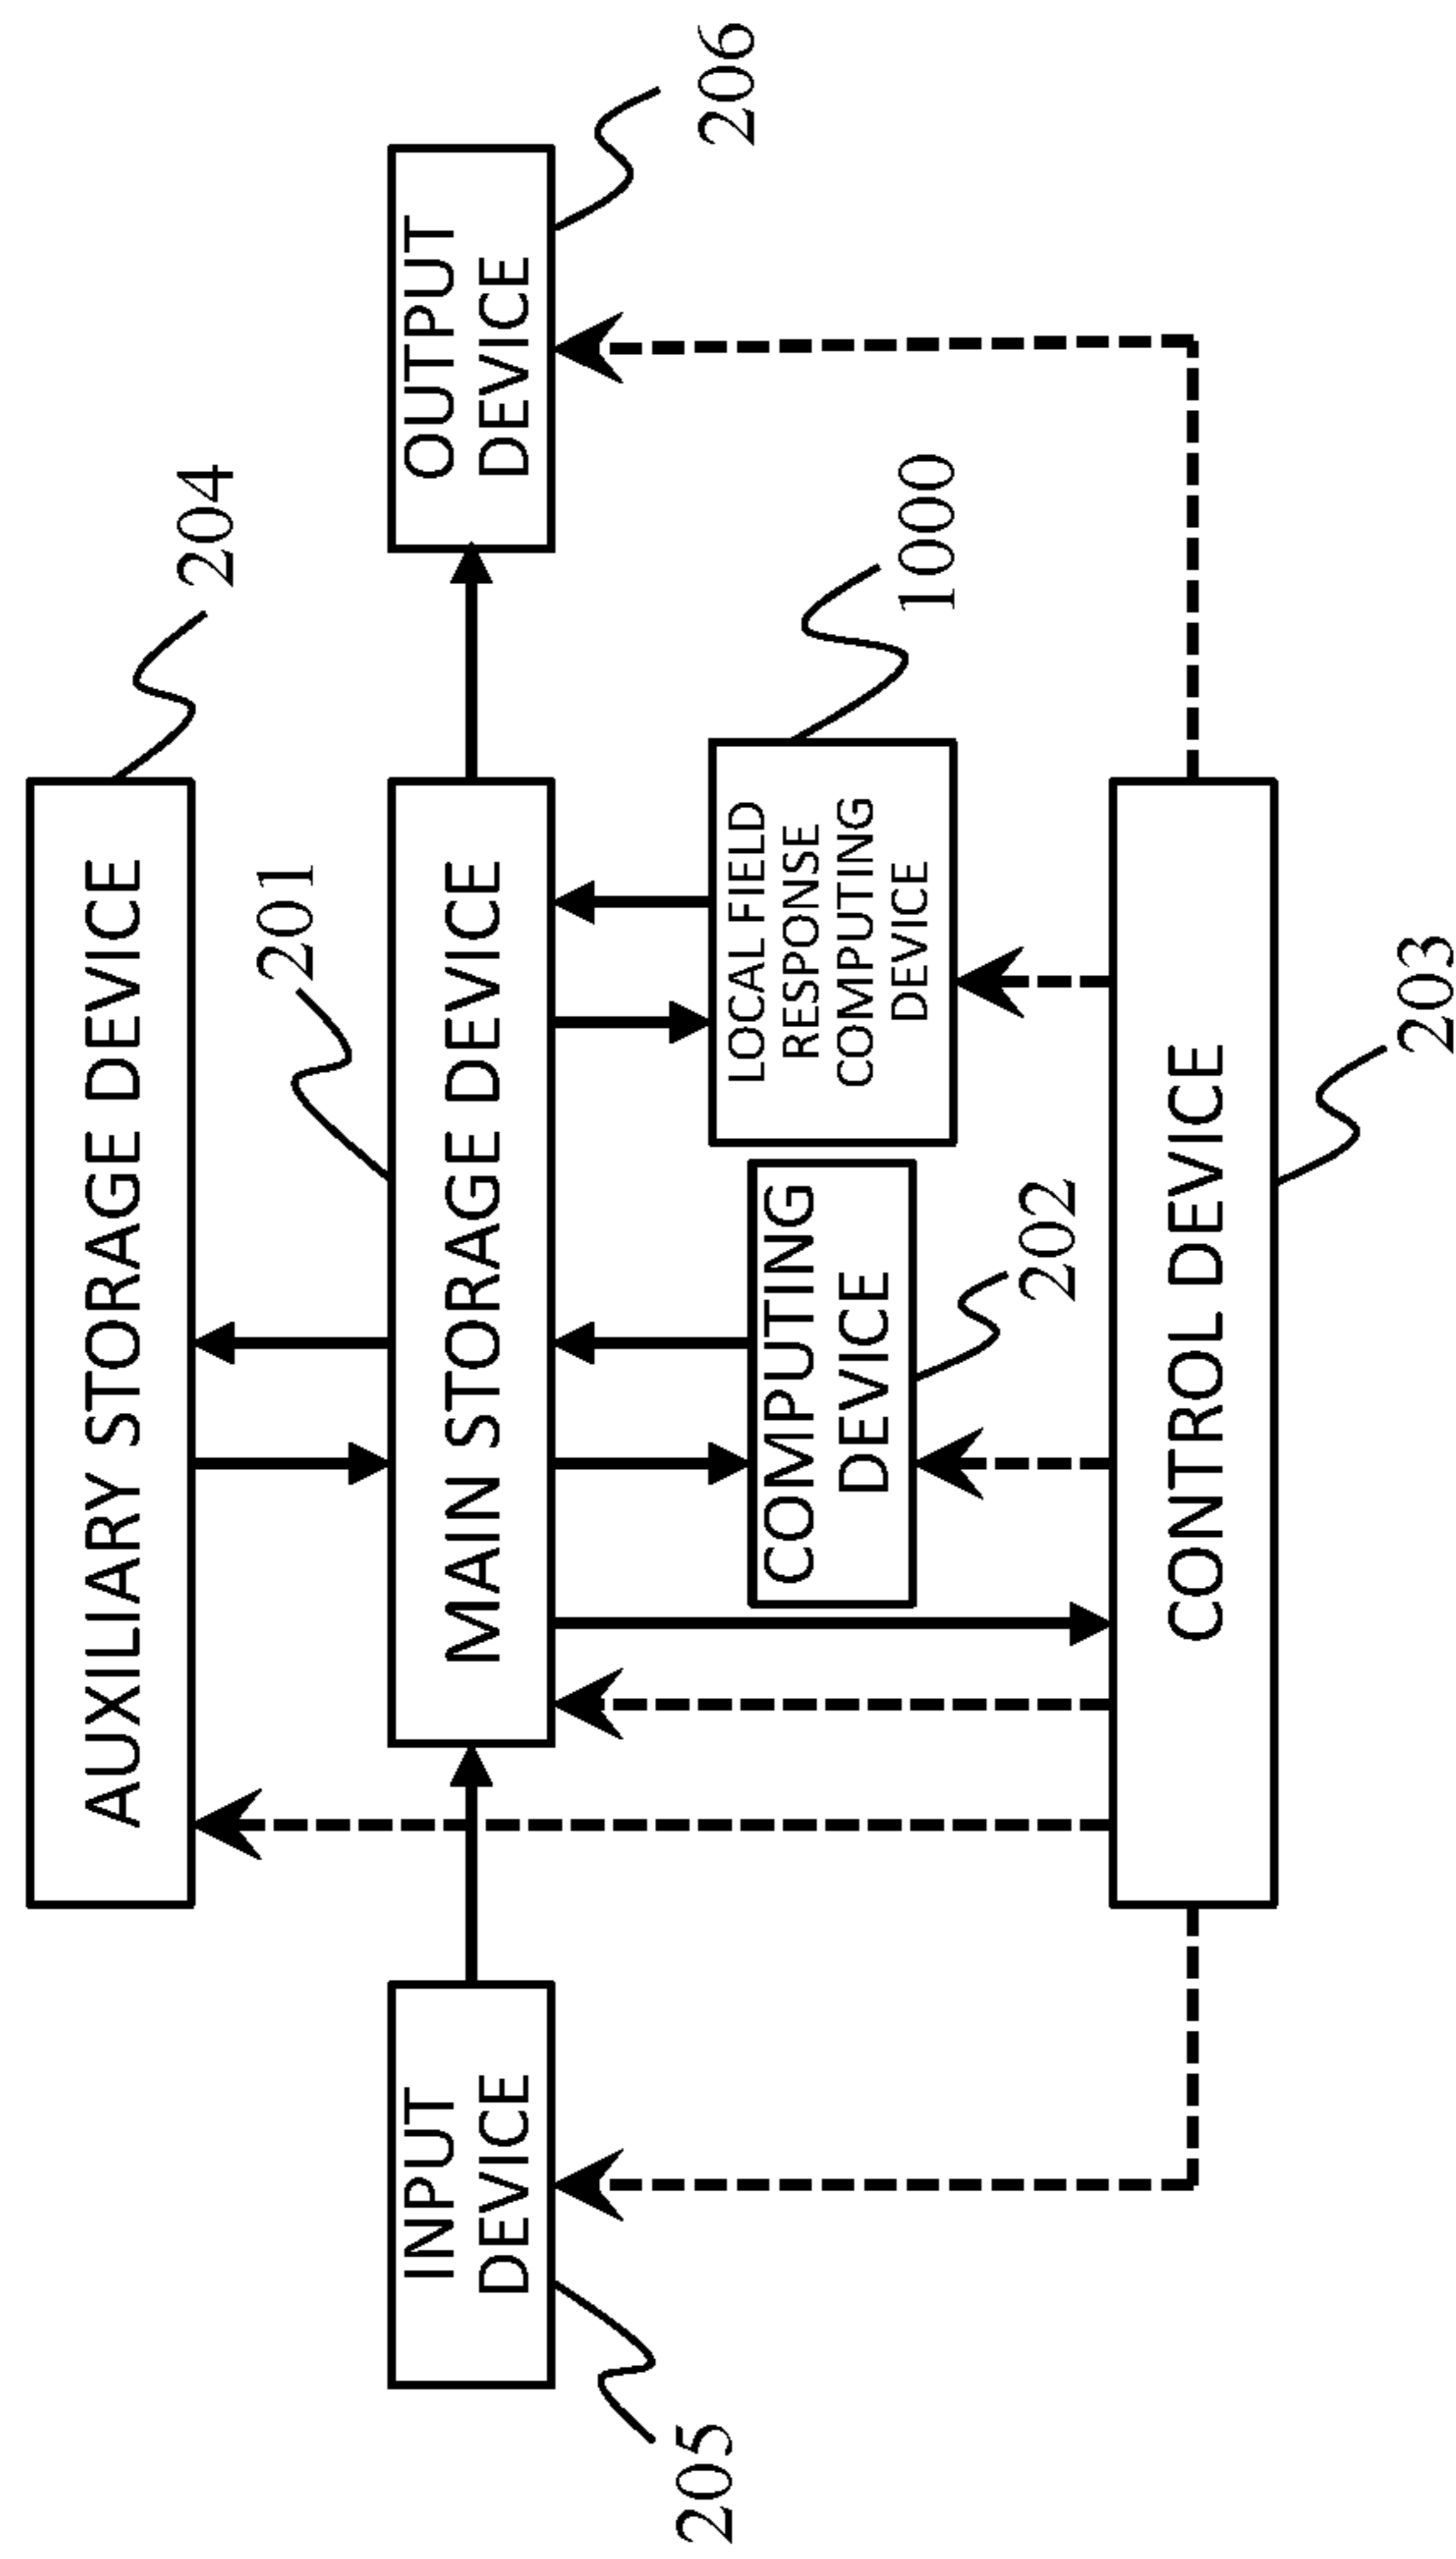 204
AUXILIARY STORAGE DEVICE
201
205
INPUT
DEVICE
MAIN STORAGE DEVICE
OUTPUT
DEVICE
206
COMPUTING
DEVICE
202
LOCAL FIELD
RESPONSE
COMPUTING
DEVICE
1000
CONTROL DEVICE
203